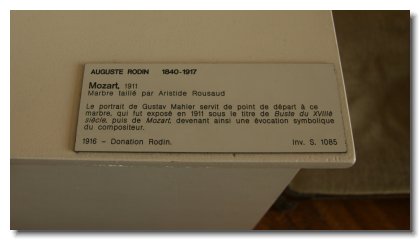 AUGUSTE RODIN 1840-1917
Mozart, 1911
Marbre taillé par Aristide Rousaud
Le portrait de Gustav Mahler servit de point de départ à ce
marbre, qui fut exposé en 1911 sous le titre de Buste du XVIIIè
siècle, puis de Mozart; devenant ainsi une évocation symbolique
du compositeur.
1916 - Donation Rodin. Inv. S. 1085